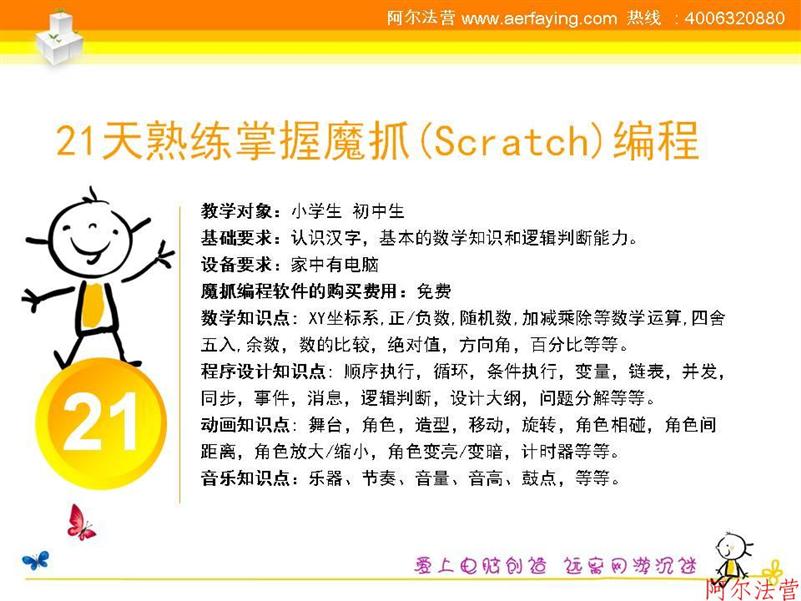 阿尔法营 www.aerfaying.com 热线 :4006320880
21天熟练掌握魔抓(Scratch)编程
教学对象：小学生 初中生
基础要求：认识汉字，基本的数学知识和逻辑判断能力。
设备要求：家中有电脑
魔抓编程软件的购买费用：免费
数学知识点: XY坐标系,正/负数,随机数,加减乘除等数学运算,四舍
五入,余数，数的比较，绝对值，方向角，百分比等等。
程序设计知识点: 顺序执行，循环，条件执行，变量，链表，并发，
同步，事件，消息，逻辑判断，设计大纲，问题分解等等。
动画知识点: 舞台，角色，造型，移动，旋转，角色相碰，角色间
距离，角色放大/缩小，角色变亮/变暗，计时器等等。
音乐知识点: 乐器、节奏、音量、音高、鼓点，等等。
21
爱上电脑创造 远离网游沉迷
阿尔法营